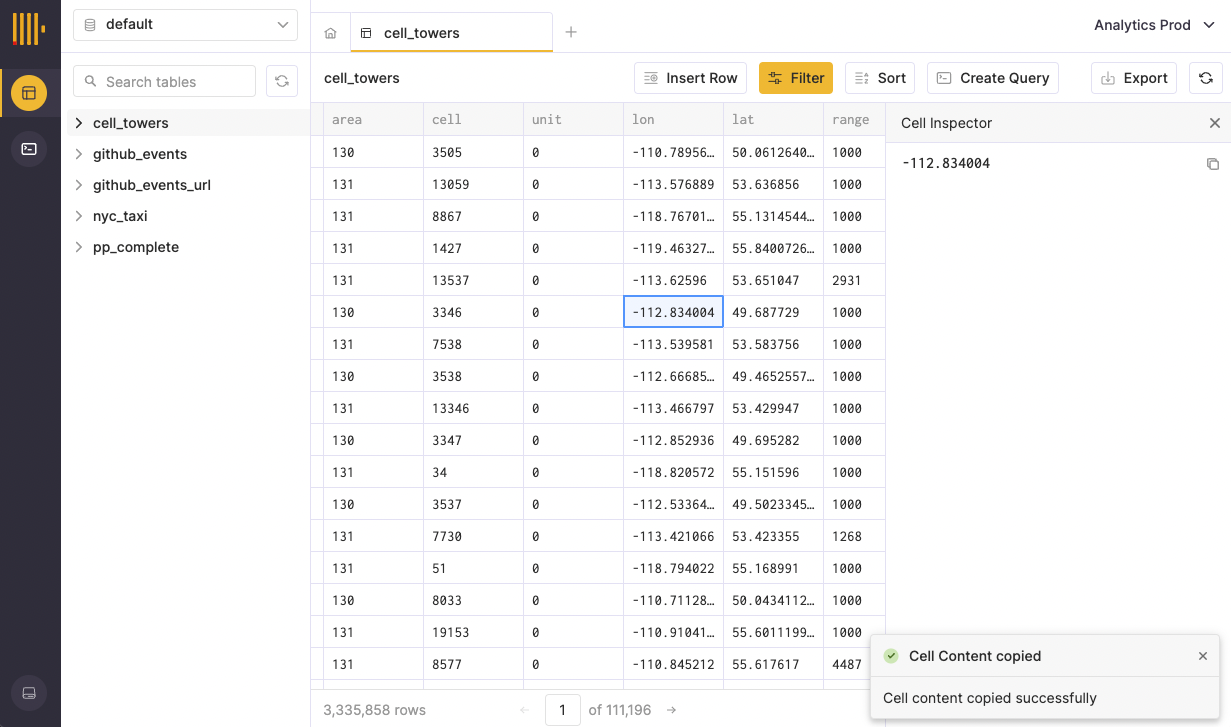 default
Analytics Prod
cell_towers
cell_towers
Insert Row
Filter
Sort
Create Query
Export
Search tables
cell_towers
github_events
github_events_url
nyc_taxi
pp_complete
area cell unit lon lat range
130 3505 0 -110.78956… 50.0612640… 1000
131 13059 0 -113.576889 53.636856 1000
131 8867 0 -118.76701… 55.1314544… 1000
131 1427 0 -119.46327… 55.8400726… 1000
131 13537 0 -113.62596 53.651047 2931
130 3346 0 -112.834004 49.687729 1000
131 7538 0 -113.539581 53.583756 1000
130 3538 0 -112.66685… 49.4652557… 1000
131 13346 0 -113.466797 53.429947 1000
130 3347 0 -112.852936 49.695282 1000
131 34 0 -118.820572 55.151596 1000
130 3537 0 -112.53364… 49.5023345… 1000
131 7730 0 -113.421066 53.423355 1268
131 51 0 -118.794022 55.168991 1000
130 8033 0 -110.71128… 50.0434112… 1000
131 19153 0 -110.91041… 55.6011199… 1000
131 8577 0 -110.845212 55.617617 4487
3,335,858 rows
1 of 111,196
Cell Inspector
-112.834004
Cell Content copied
Cell content copied successfully